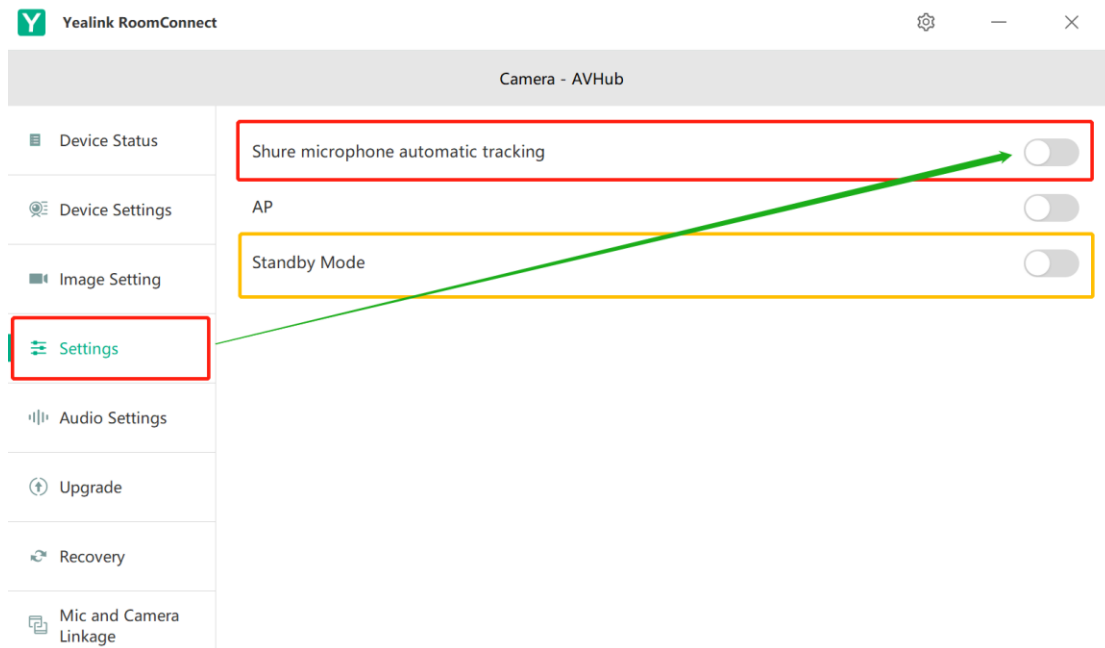 Y Yealink RoomConnect
Camera - AVHub
Device Status
Device Settings
Image Setting
Settings
Audio Settings
Upgrade
Recovery
Mic and Camera
Linkage
Shure microphone automatic tracking
AP
Standby Mode